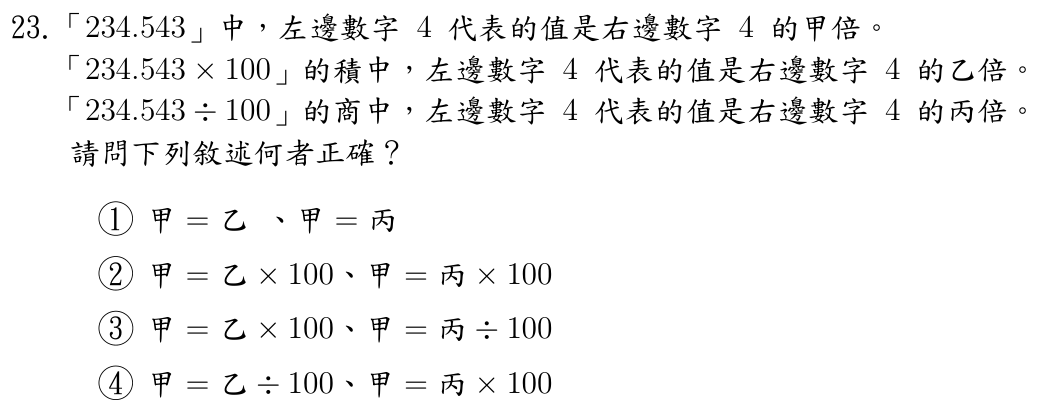 23.「234.543」中，左邊數字 4 代表的值是右邊數字 4 的甲倍。
「234.543 × 100」的積中，左邊數字 4 代表的值是右邊數字 4 的乙倍。
「234.543 ÷ 100」的商中，左邊數字 4 代表的值是右邊數字 4 的丙倍。
請問下列敘述何者正確？
① 甲 = 乙 、甲 = 丙
② 甲 = 乙 × 100、甲 = 丙 × 100
③ 甲 = 乙 × 100、甲 = 丙 ÷ 100
④ 甲 = 乙 ÷ 100、甲 = 丙 × 100